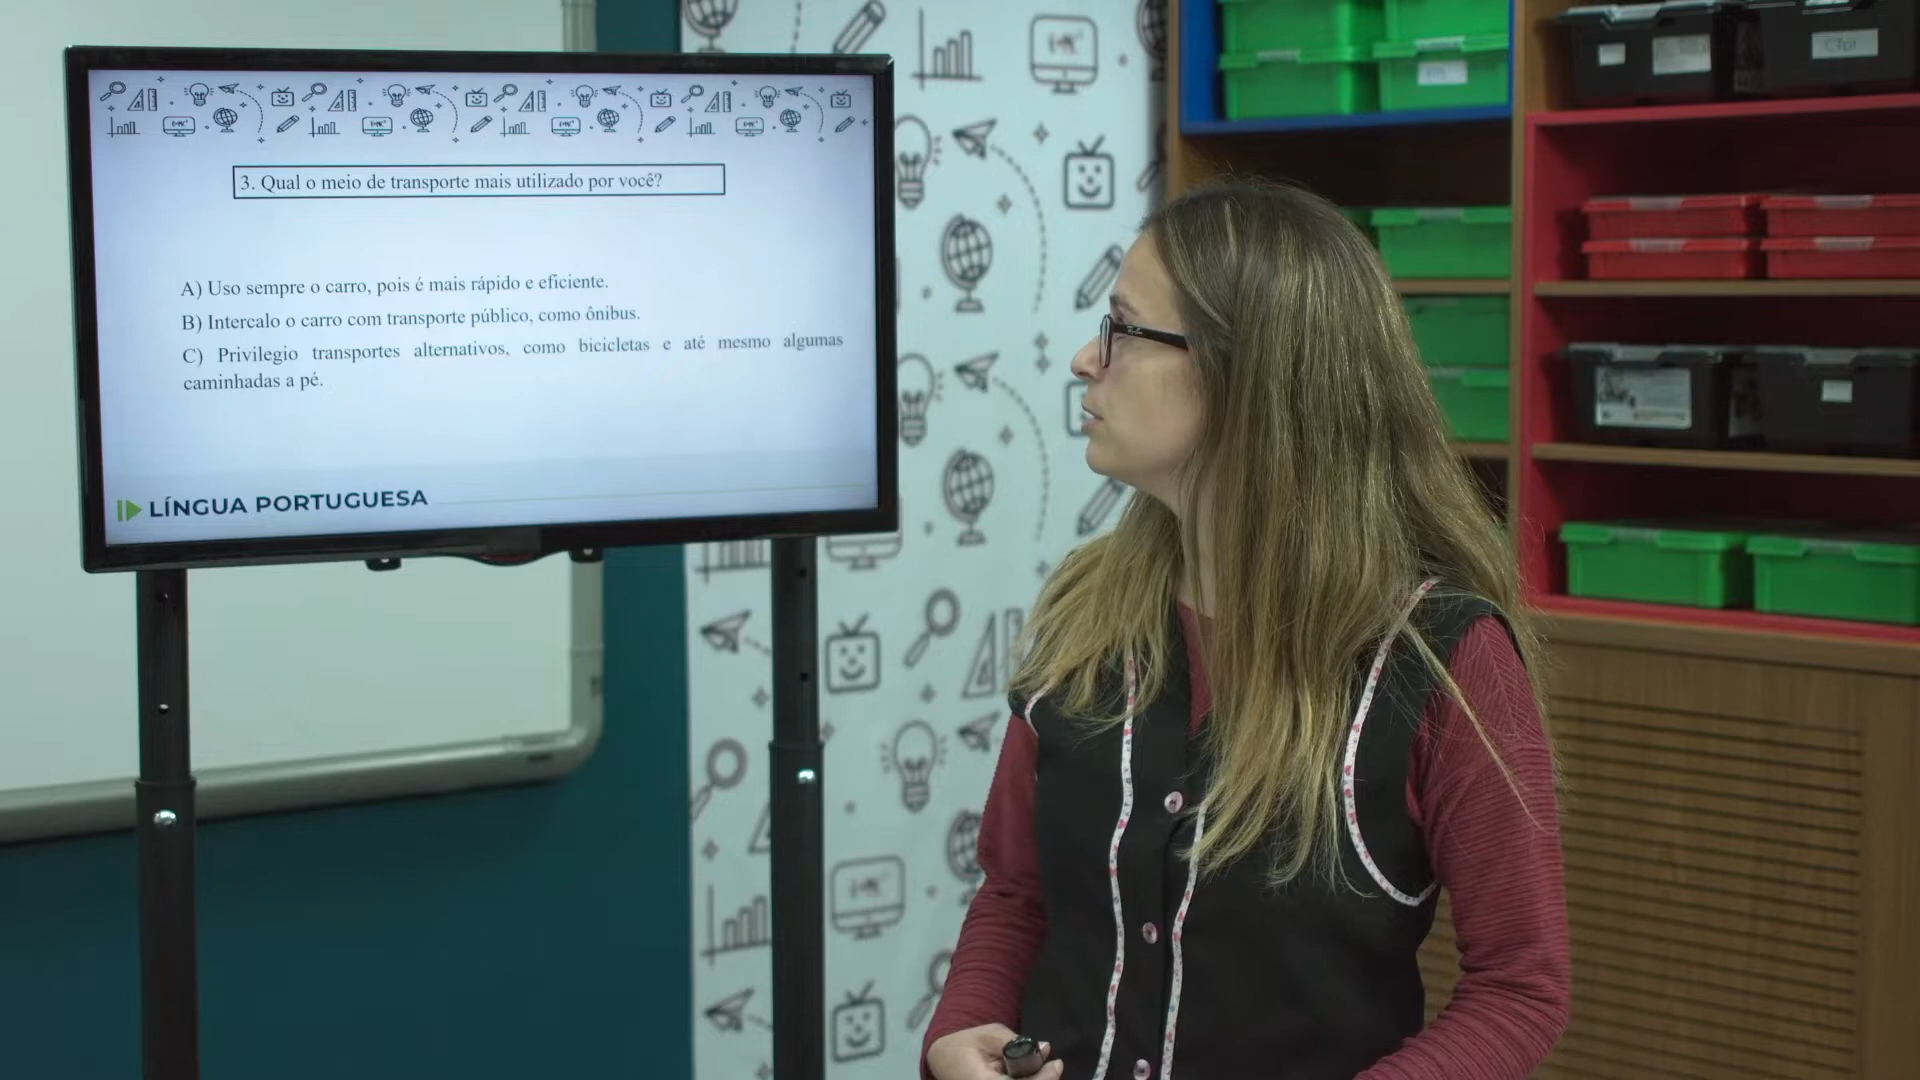 3. Qual o meio de transporte mais utilizado por você?
A) Uso sempre o carro, pois é mais rápido e eficiente.
B) Intercalo o carro com transporte público, como ônibus.
C) Privilegio transportes alternativos, como bicicletas e até mesmo algumas
caminhadas a pé.
LÍNGUA PORTUGUESA